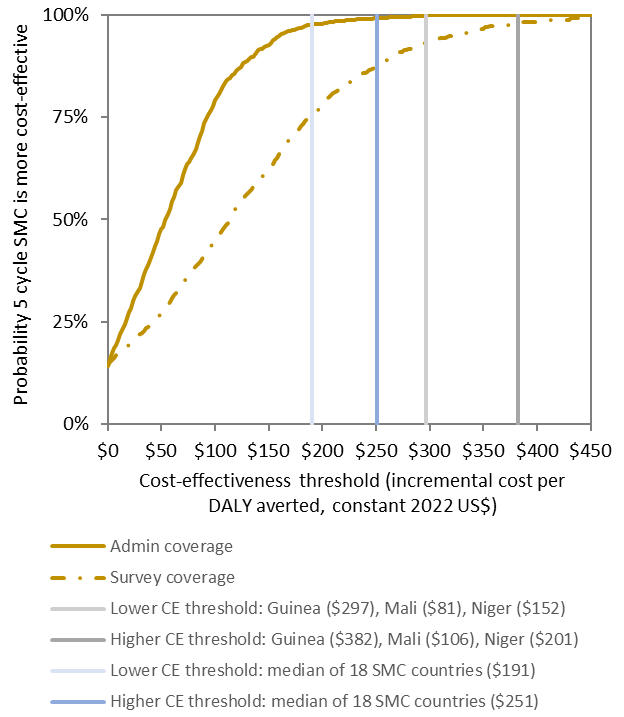 Probability 5 cycle SMC is more cost-effective
100%
75%
50%
25%
0%
$0 $50 $100 $150 $200 $250 $300 $350 $400 $450
Cost-effectiveness threshold (incremental cost per
DALY averted, constant 2022 US$)
Admin coverage
Survey coverage
Lower CE threshold: Guinea ($297), Mali ($81), Niger ($152)
Higher CE threshold: Guinea ($382), Mali ($106), Niger ($201)
Lower CE threshold: median of 18 SMC countries ($191)
Higher CE threshold: median of 18 SMC countries ($251)